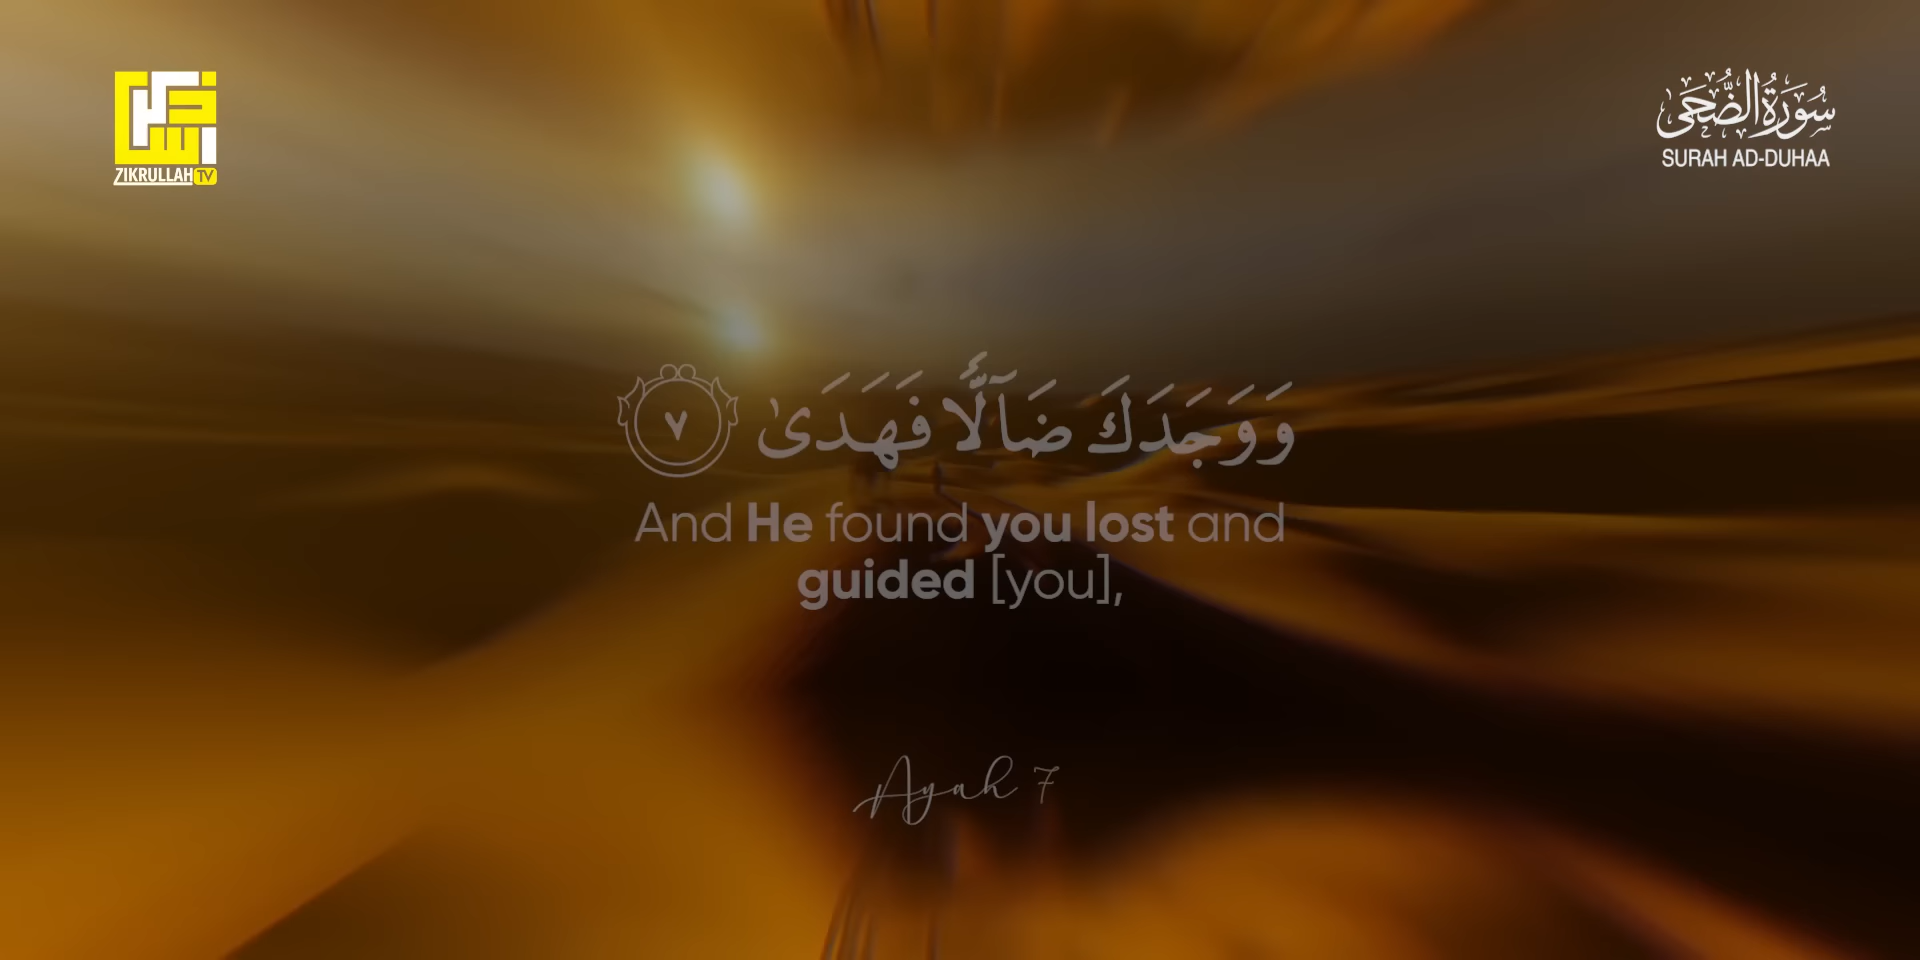 ZIKRULLAH TV
سُورَةُ الضُّحَى
SURAH AD-DUHAA
وَوَجَدَكَ ضَآلًّا فَهَدَىٰ ٧
And He found you lost and
guided [you],
Ayah 7